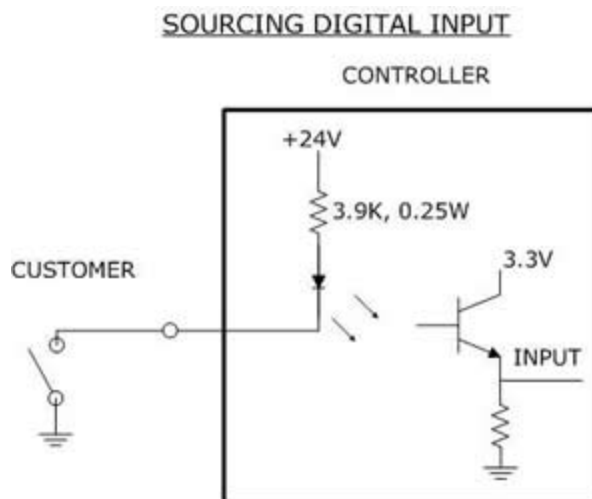 SOURCING DIGITAL INPUT
CONTROLLER
+24V
3.9K, 0.25W
CUSTOMER
3.3V
INPUT